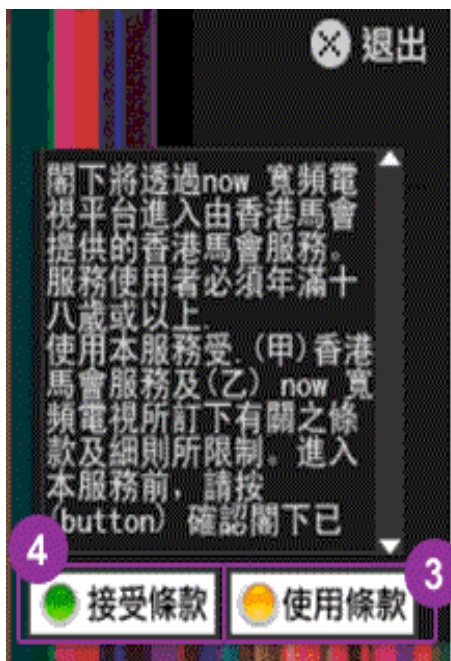 退出
閣下將透過now 寬頻電
視平台進入由香港馬會
提供的香港馬會服務。
服務使用者必須年滿十
八歲或以上.
使用本服務受.(甲)香港
馬會服務及(乙) now 寬
頻電視所訂下有關之條
款及細則所限制。進入
本服務前, 請按
(button) 確認閣下已
4
接受條款
使用條款
3